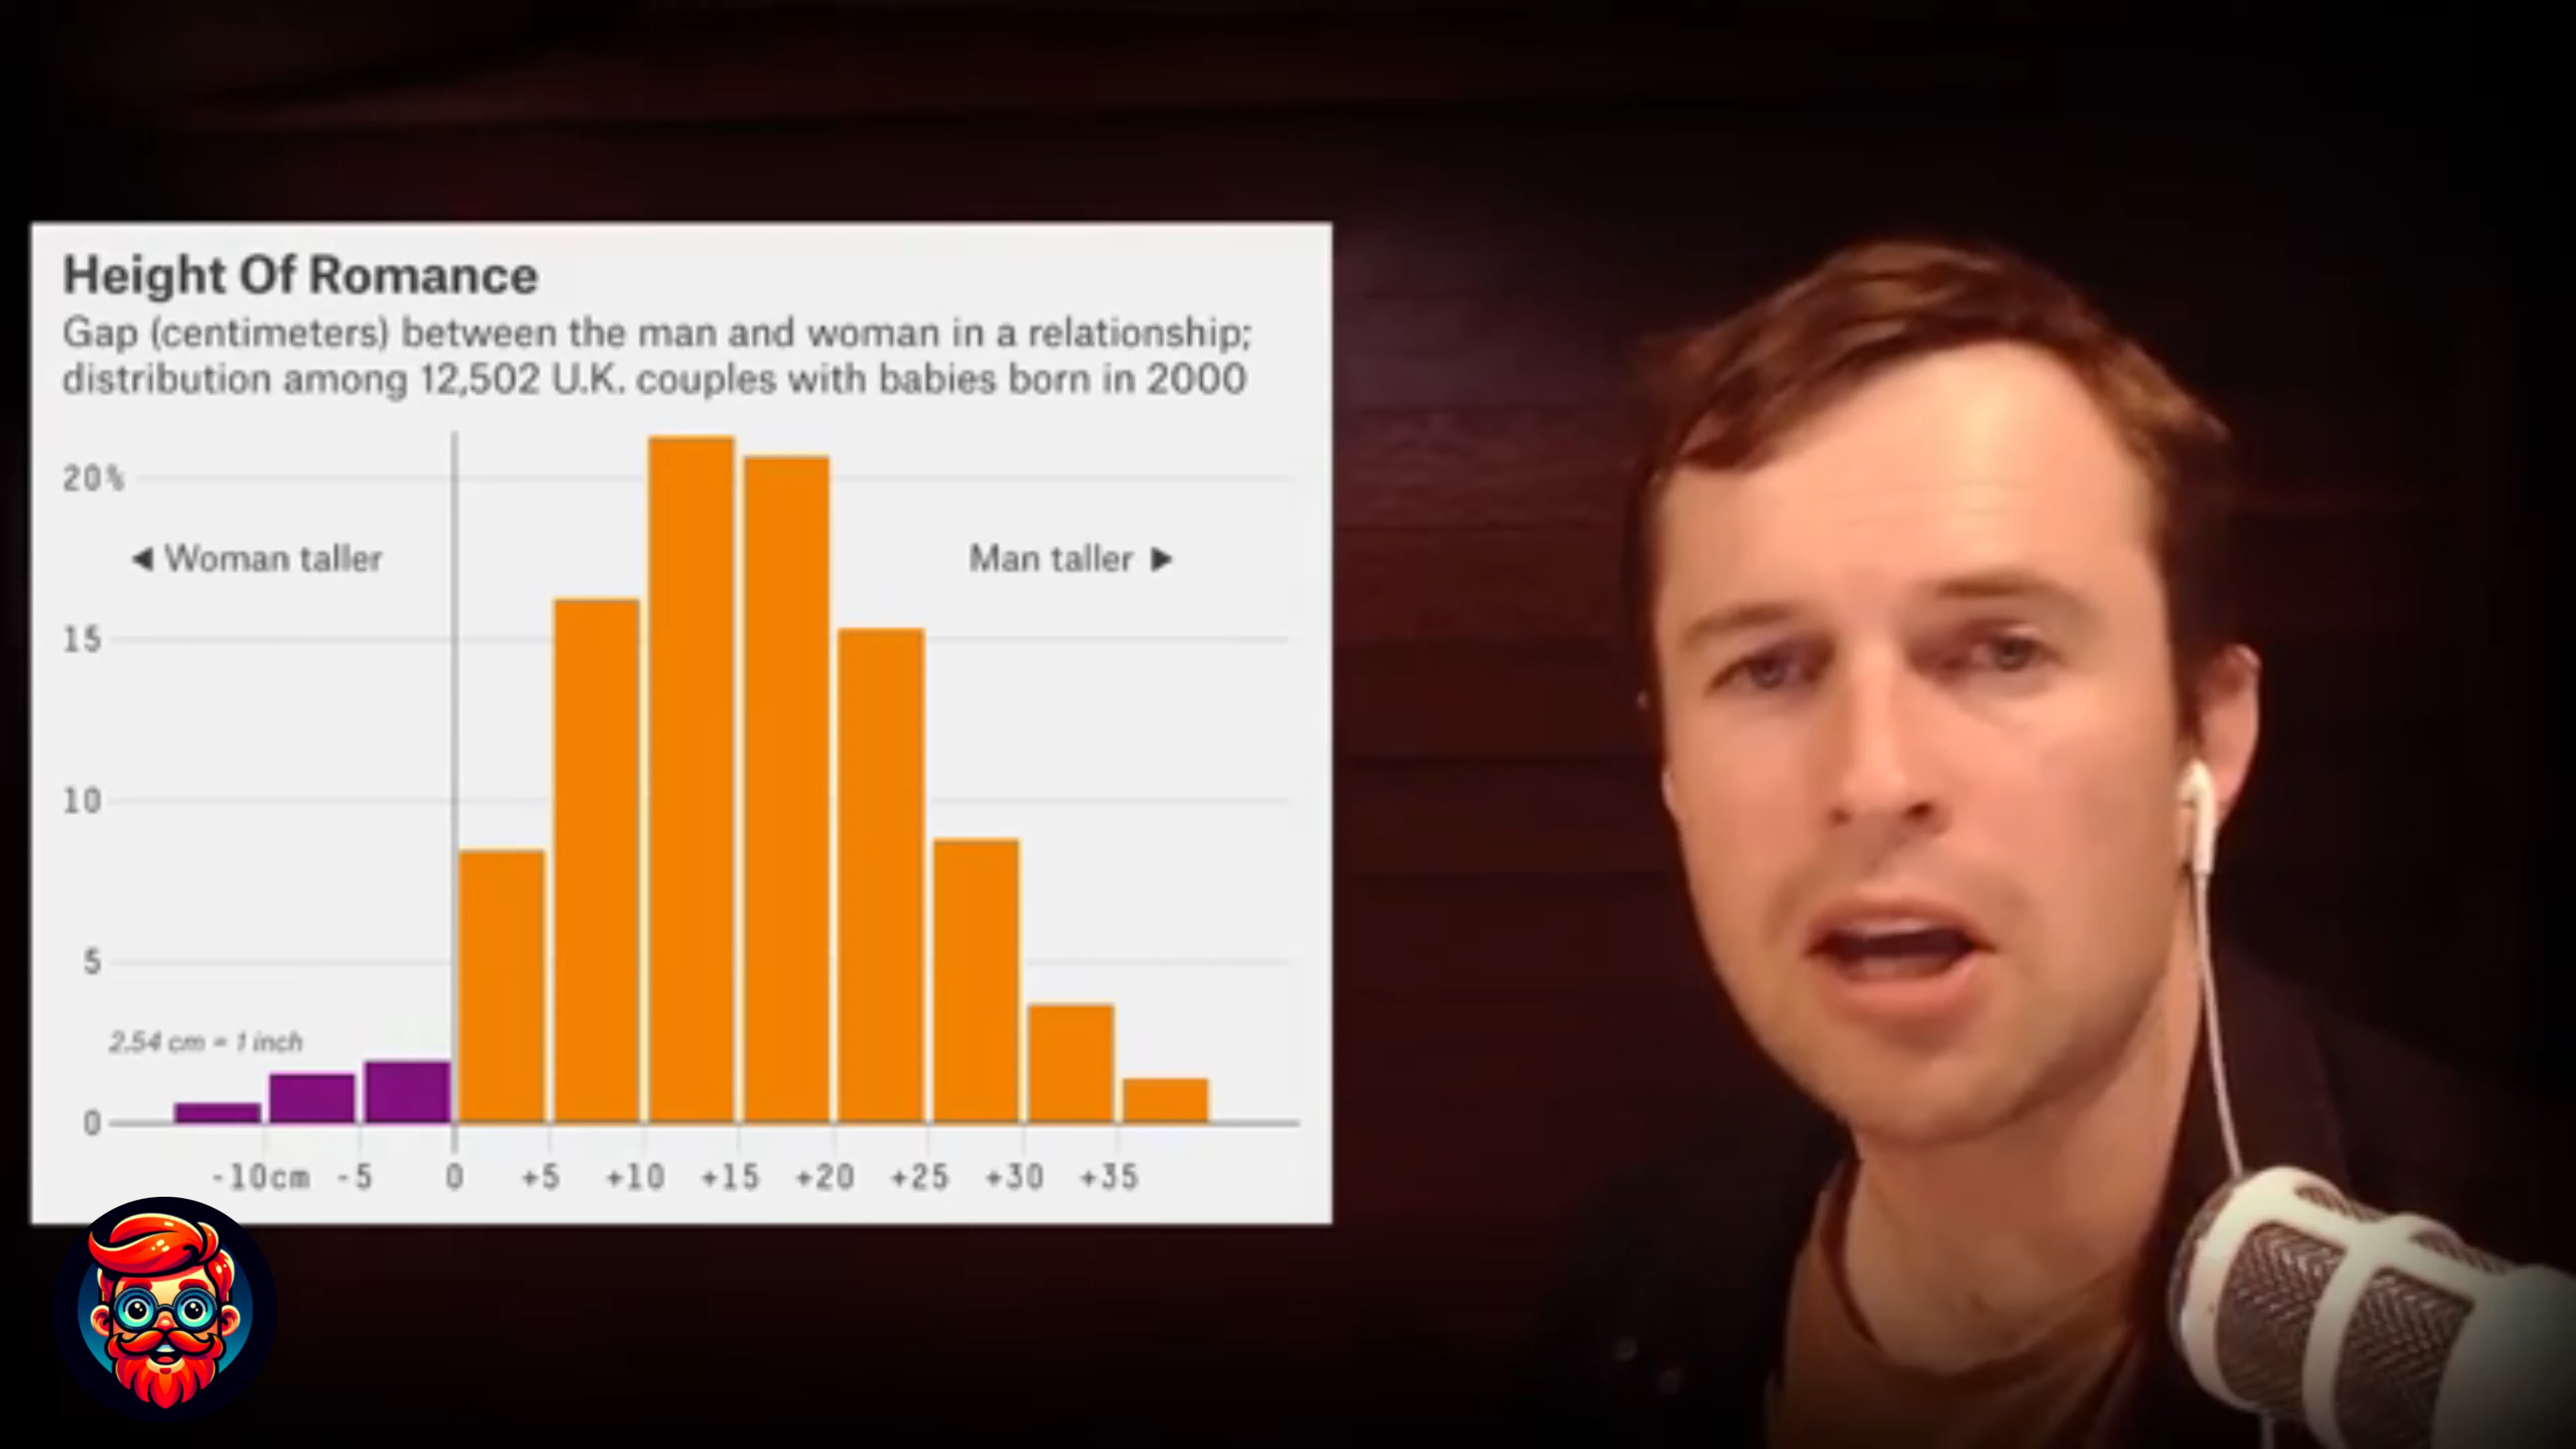 Height Of Romance
Gap (centimeters) between the man and woman in a relationship;
distribution among 12,502 U.K. couples with babies born in 2000
20%
◀ Woman taller
Man taller ▶
15
10
5
2.54 cm = 1 inch
0
-10cm -5 0 +5 +10 +15 +20 +25 +30 +35